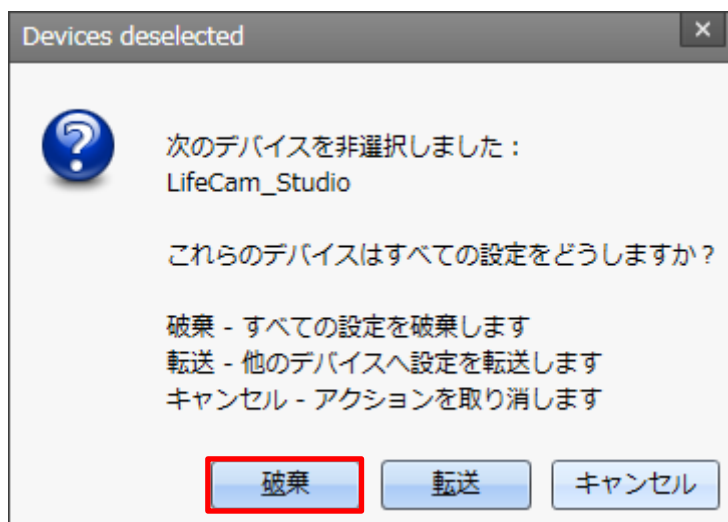 Devices deselected
次のデバイスを非選択しました：
LifeCam_Studio
これらのデバイスはすべての設定をどうしますか？
破棄 - すべての設定を破棄します
転送 - 他のデバイスへ設定を転送します
キャンセル - アクションを取り消します
破棄 転送 キャンセル